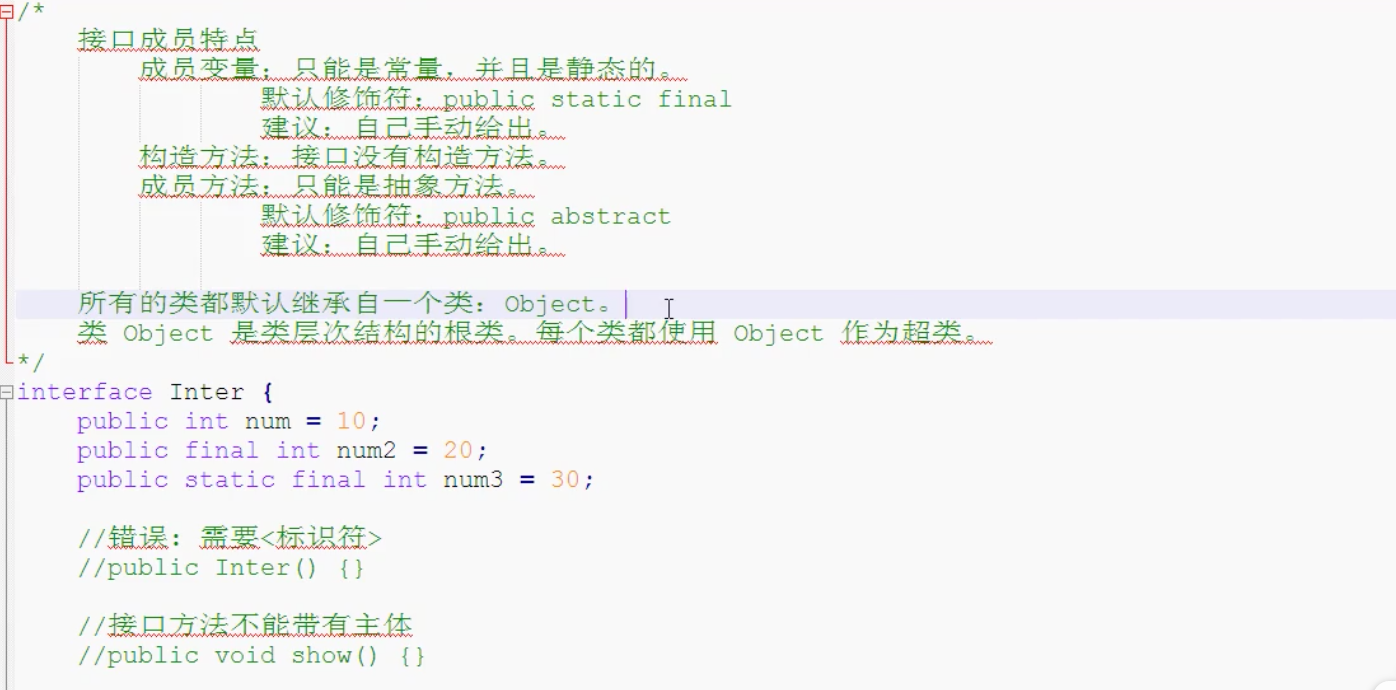 /*
接口成员特点
成员变量：只能是常量，并且是静态的。
默认修饰符：public static final
建议：自己手动给出。
构造方法：接口没有构造方法。
成员方法：只能是抽象方法。
默认修饰符：public abstract
建议：自己手动给出。
所有的类都默认继承自一个类：Object。
类 Object 是类层次结构的根类。每个类都使用 Object 作为超类。
*/
interface Inter {
public int num = 10;
public final int num2 = 20;
public static final int num3 = 30;
//错误：需要<标识符>
//public Inter() {}
//接口方法不能带有主体
//public void show() {}